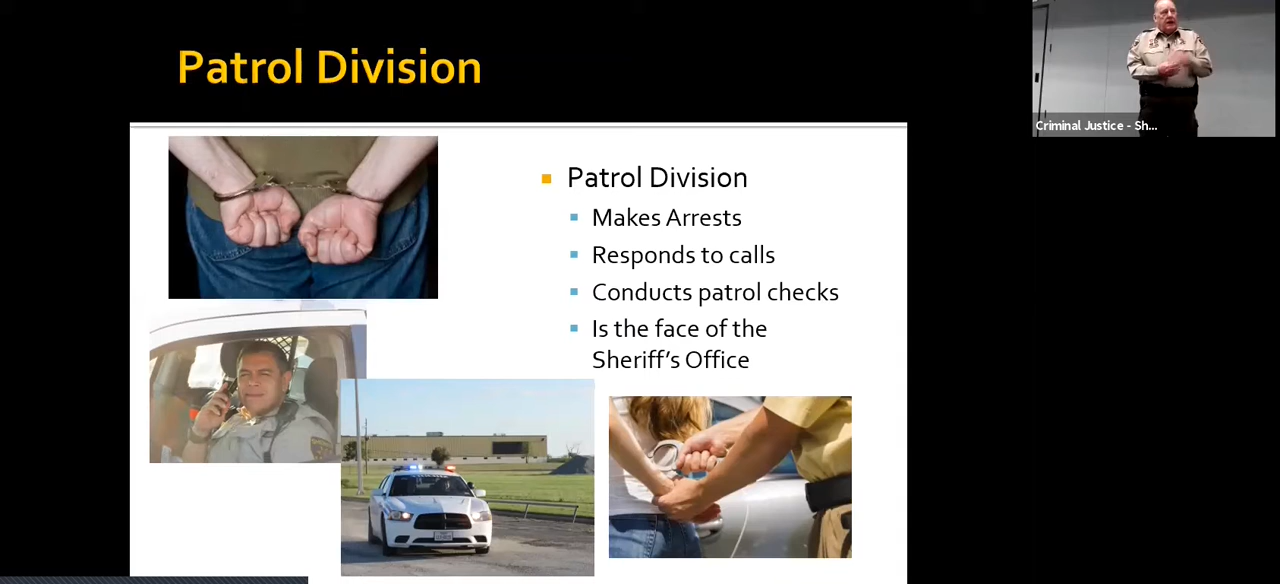 Patrol Division
Criminal Justice - Sh...
Patrol Division
Makes Arrests
Responds to calls
Conducts patrol checks
Is the face of the
Sheriff's Office